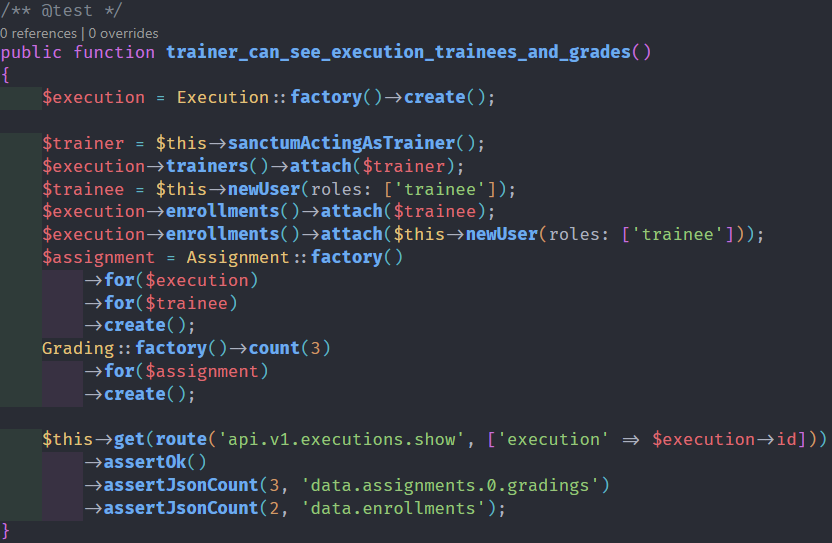 /** @test */
0 references | 0 overrides
public function trainer_can_see_execution_trainees_and_grades()
{
    $execution = Execution::factory()->create();

    $trainer = $this->sanctumActingAsTrainer();
    $execution->trainers()->attach($trainer);
    $trainee = $this->newUser(roles: ['trainee']);
    $execution->enrollments()->attach($trainee);
    $execution->enrollments()->attach($this->newUser(roles: ['trainee']));
    $assignment = Assignment::factory()
        ->for($execution)
        ->for($trainee)
        ->create();
    Grading::factory()->count(3)
        ->for($assignment)
        ->create();

    $this->get(route('api.v1.executions.show', ['execution' => $execution->id]))
        ->assertOk()
        ->assertJsonCount(3, 'data.assignments.0.gradings')
        ->assertJsonCount(2, 'data.enrollments');
}